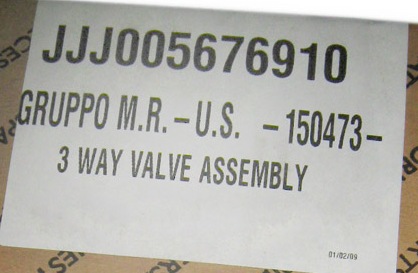 JJJ005676910
GRUPPO M.R. – U.S. – 150473 –
3 WAY VALVE ASSEMBLY
01/02/09